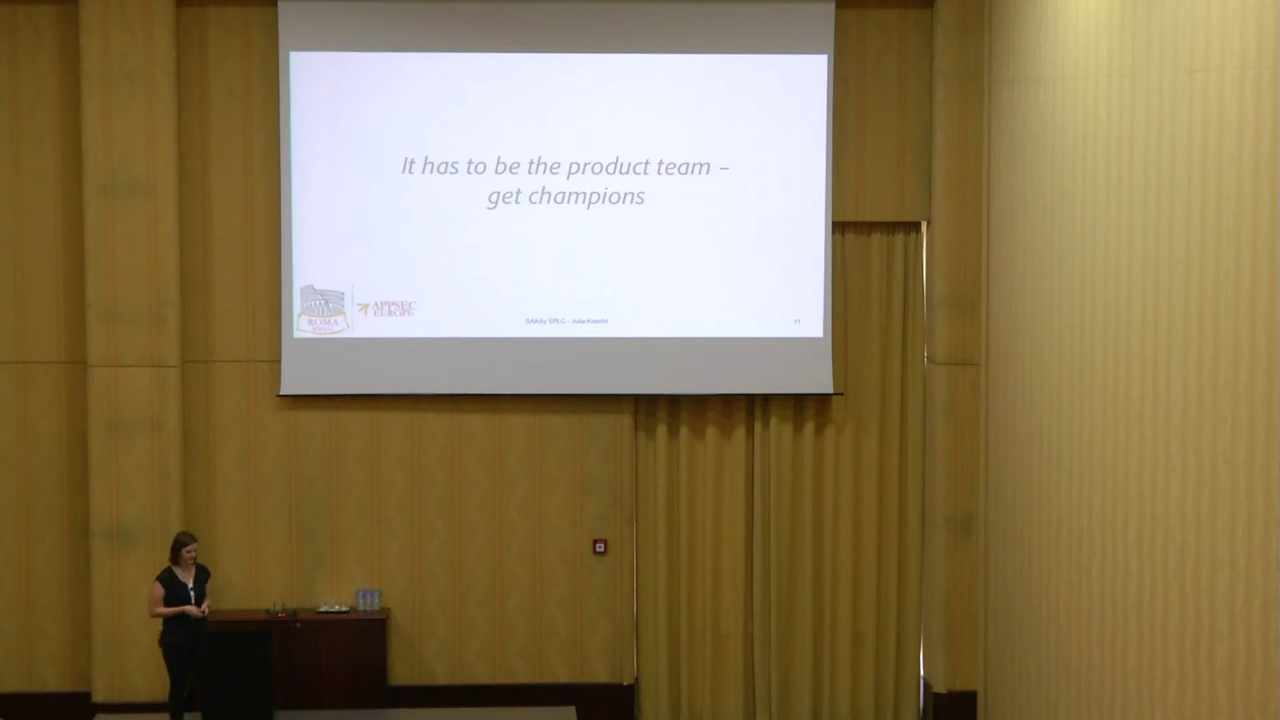 It has to be the product team –
get champions
ROMA
APPSEC
EUROPE
SAASy SPLC - Julia Knecht
11